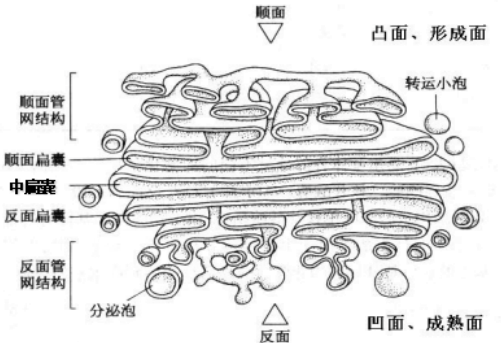 顺面
凸面、形成面
转运小泡
顺面管
网结构
顺面扁囊
中扁囊
反面扁囊
反面管
网结构
分泌泡
凹面、成熟面
反面